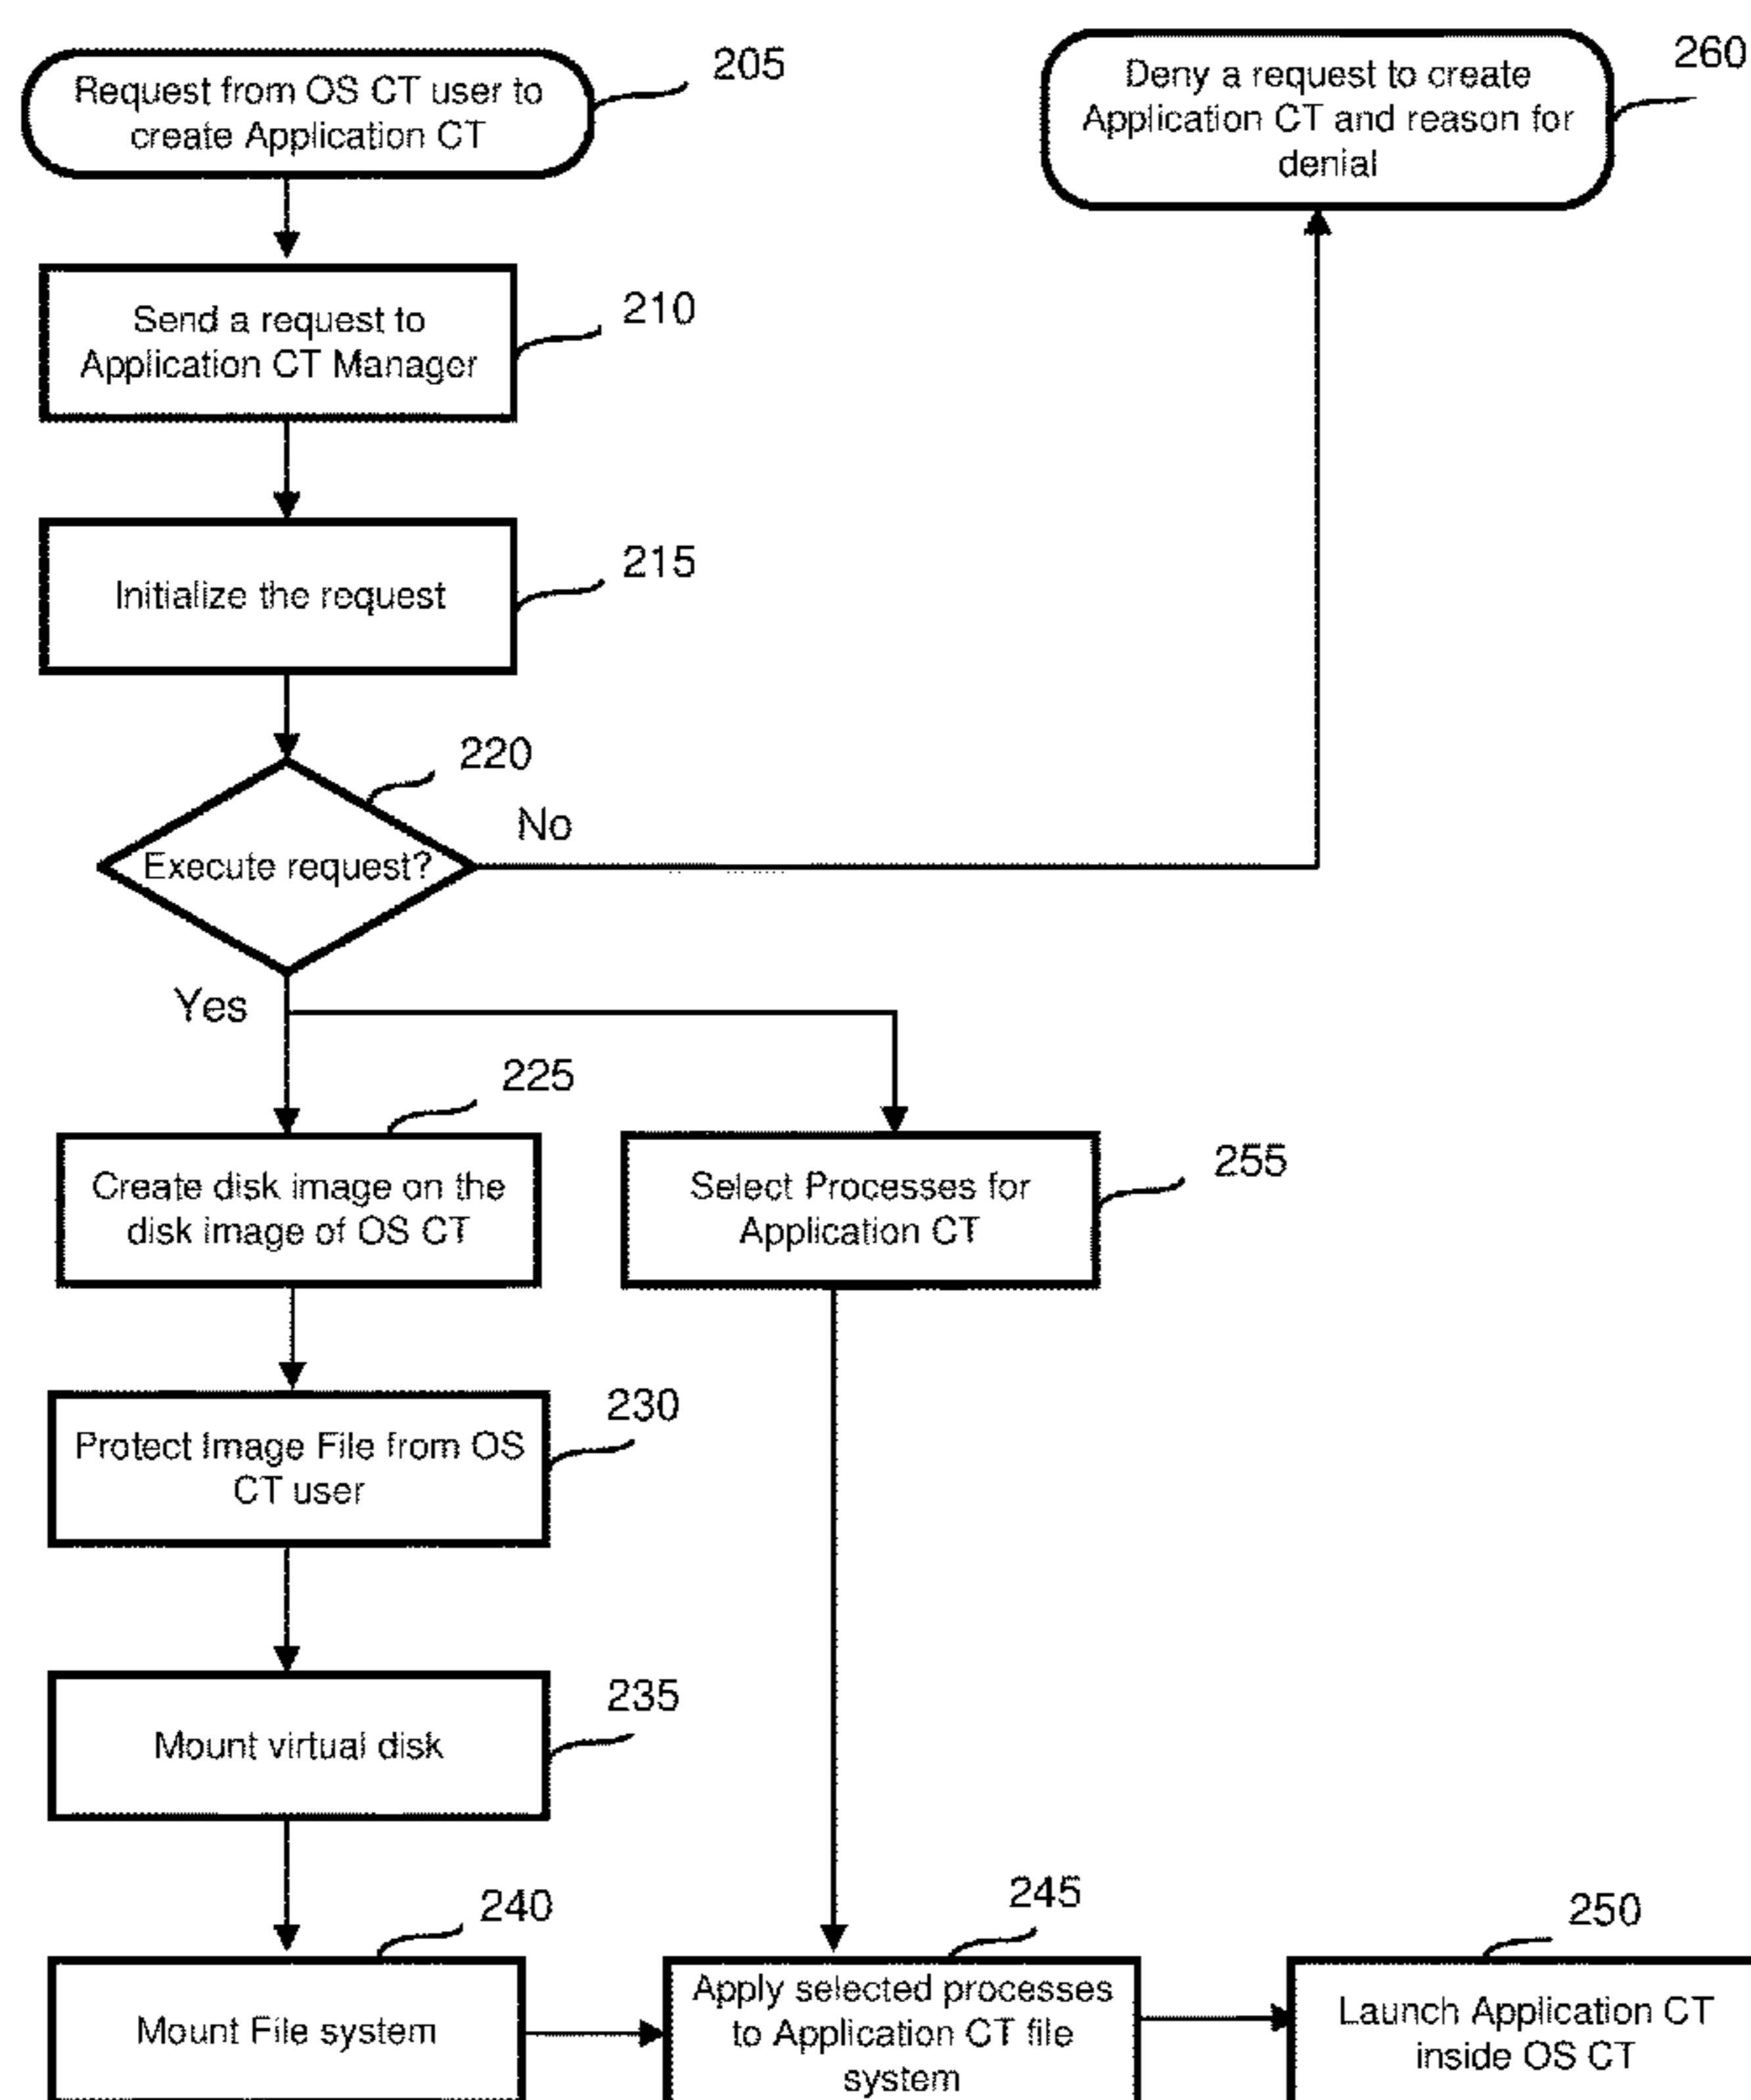 Request from OS CT user to
create Application CT
205
Deny a request to create
Application CT and reason for
denial
260
Send a request to
Application CT Manager
210
Initialize the request
215
220
Execute request?
No
Yes
225
Create disk image on the
disk image of OS CT
Select Processes for
Application CT
255
Protect Image File from OS
CT user
230
Mount virtual disk
235
240
Mount File system
245
Apply selected processes
to Application CT file
system
250
Launch Application CT
inside OS CT